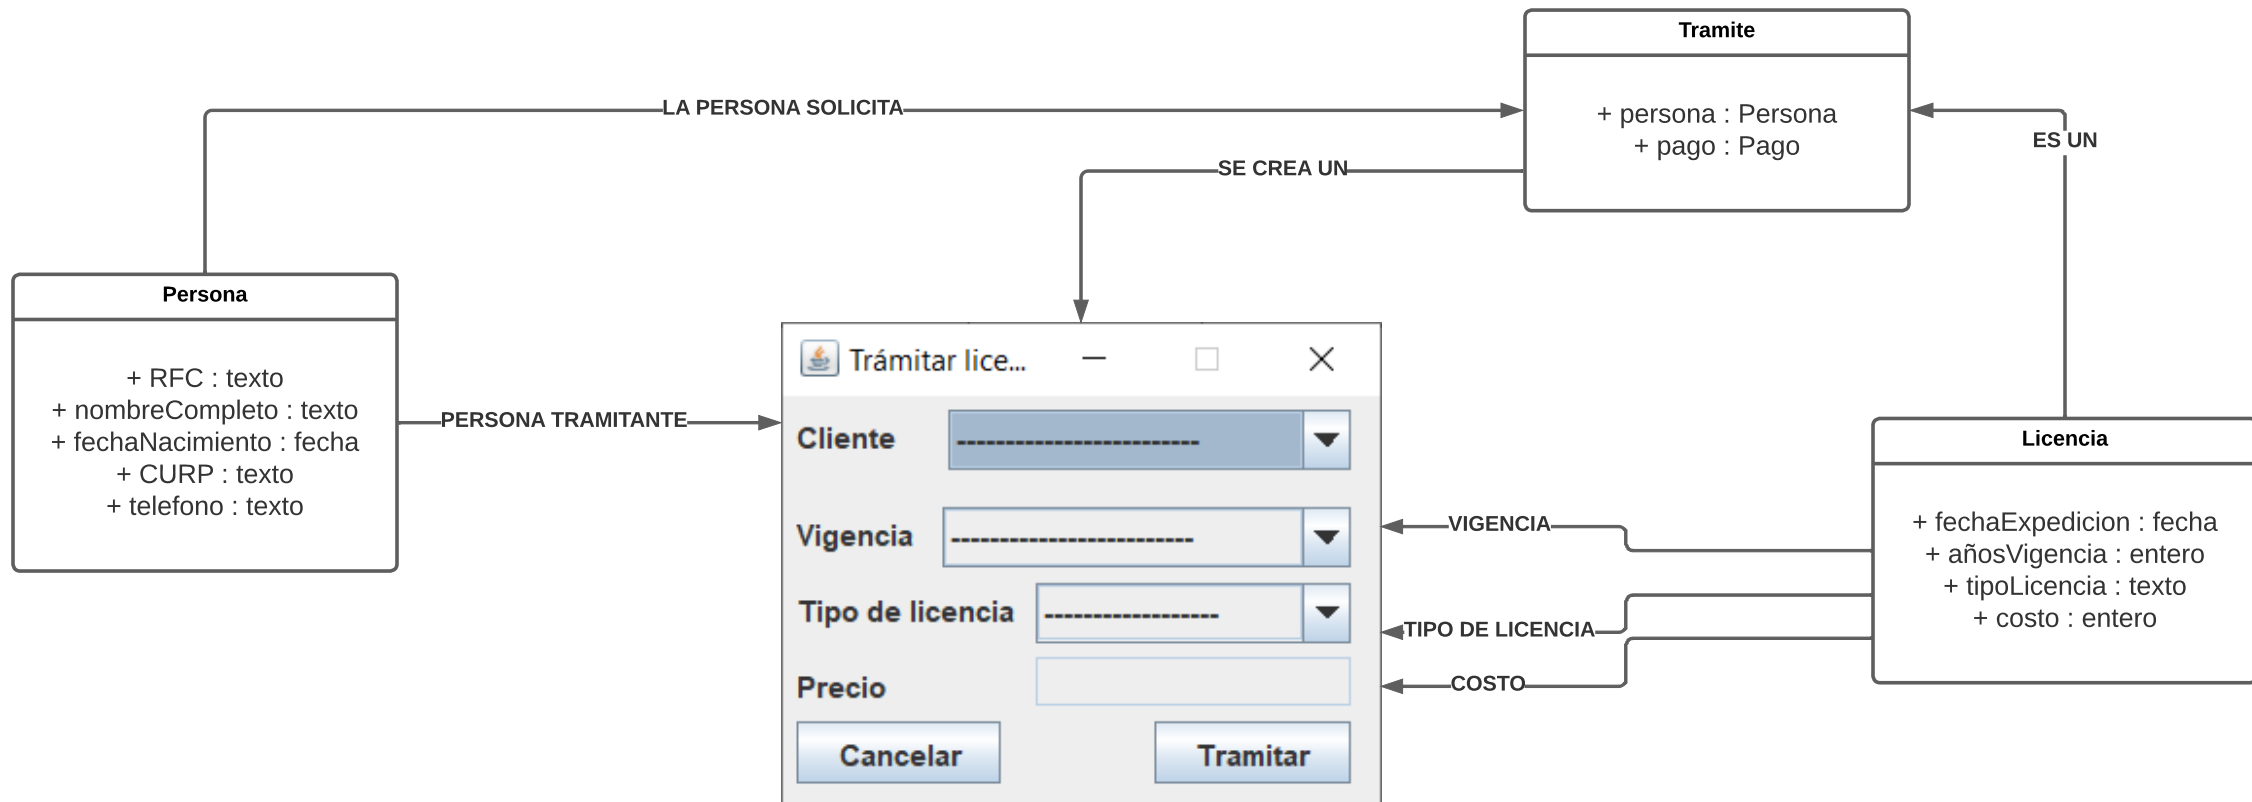 Tramite
+ persona : Persona
+ pago : Pago
LA PERSONA SOLICITA
ES UN
SE CREA UN
Persona
+ RFC : texto
+ nombreCompleto : texto
+ fechaNacimiento : fecha
+ CURP : texto
+ telefono : texto
PERSONA TRAMITANTE
Trámitar lice...
Cliente -------------------------
Vigencia -------------------------
Tipo de licencia ------------------
Precio
Cancelar Tramitar
VIGENCIA
TIPO DE LICENCIA
COSTO
Licencia
+ fechaExpedicion : fecha
+ añosVigencia : entero
+ tipoLicencia : texto
+ costo : entero